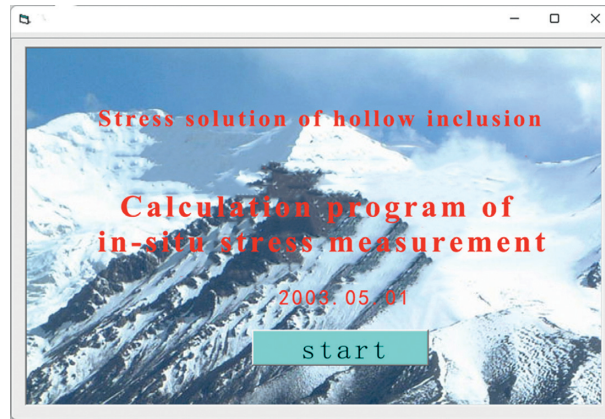 Stress solution of hollow inclusion
Calculation program of
in-situ stress measurement
2003.05.01
start